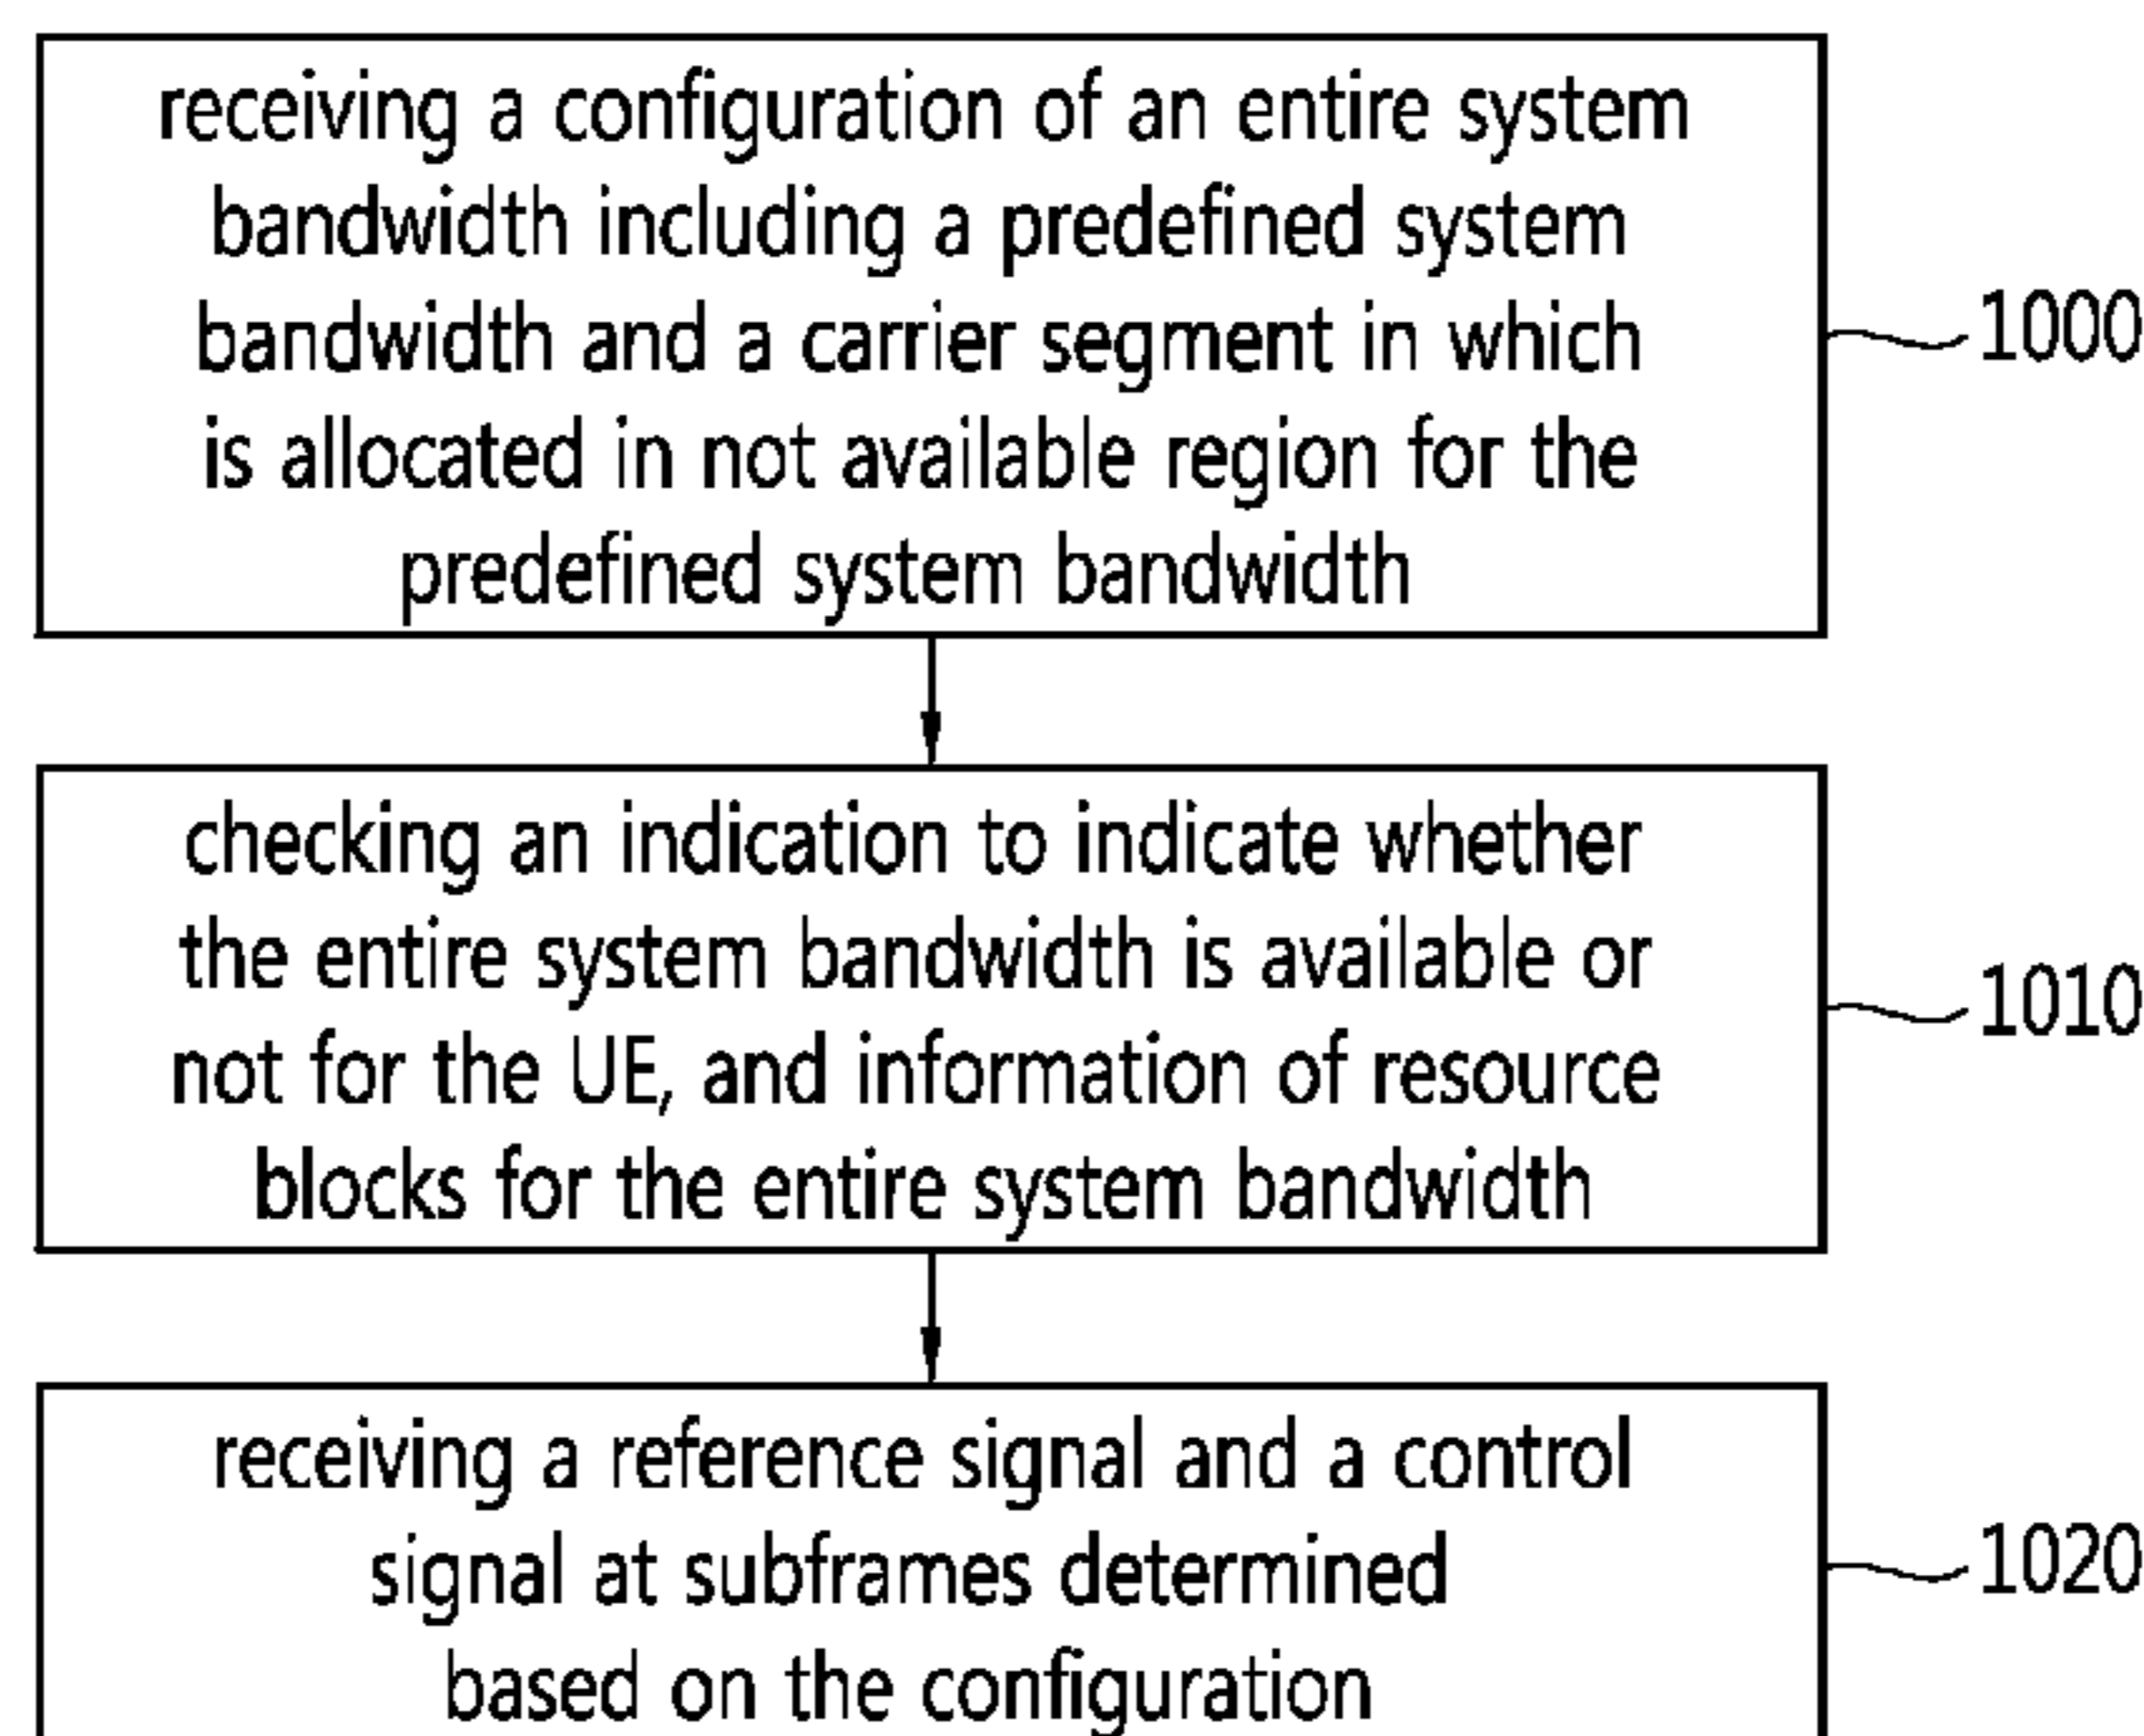 receiving a configuration of an entire system
bandwidth including a predefined system
bandwidth and a carrier segment in which
is allocated in not available region for the
predefined system bandwidth
1000
checking an indication to indicate whether
the entire system bandwidth is available or
not for the UE, and information of resource
blocks for the entire system bandwidth
1010
receiving a reference signal and a control
signal at subframes determined
based on the configuration
1020